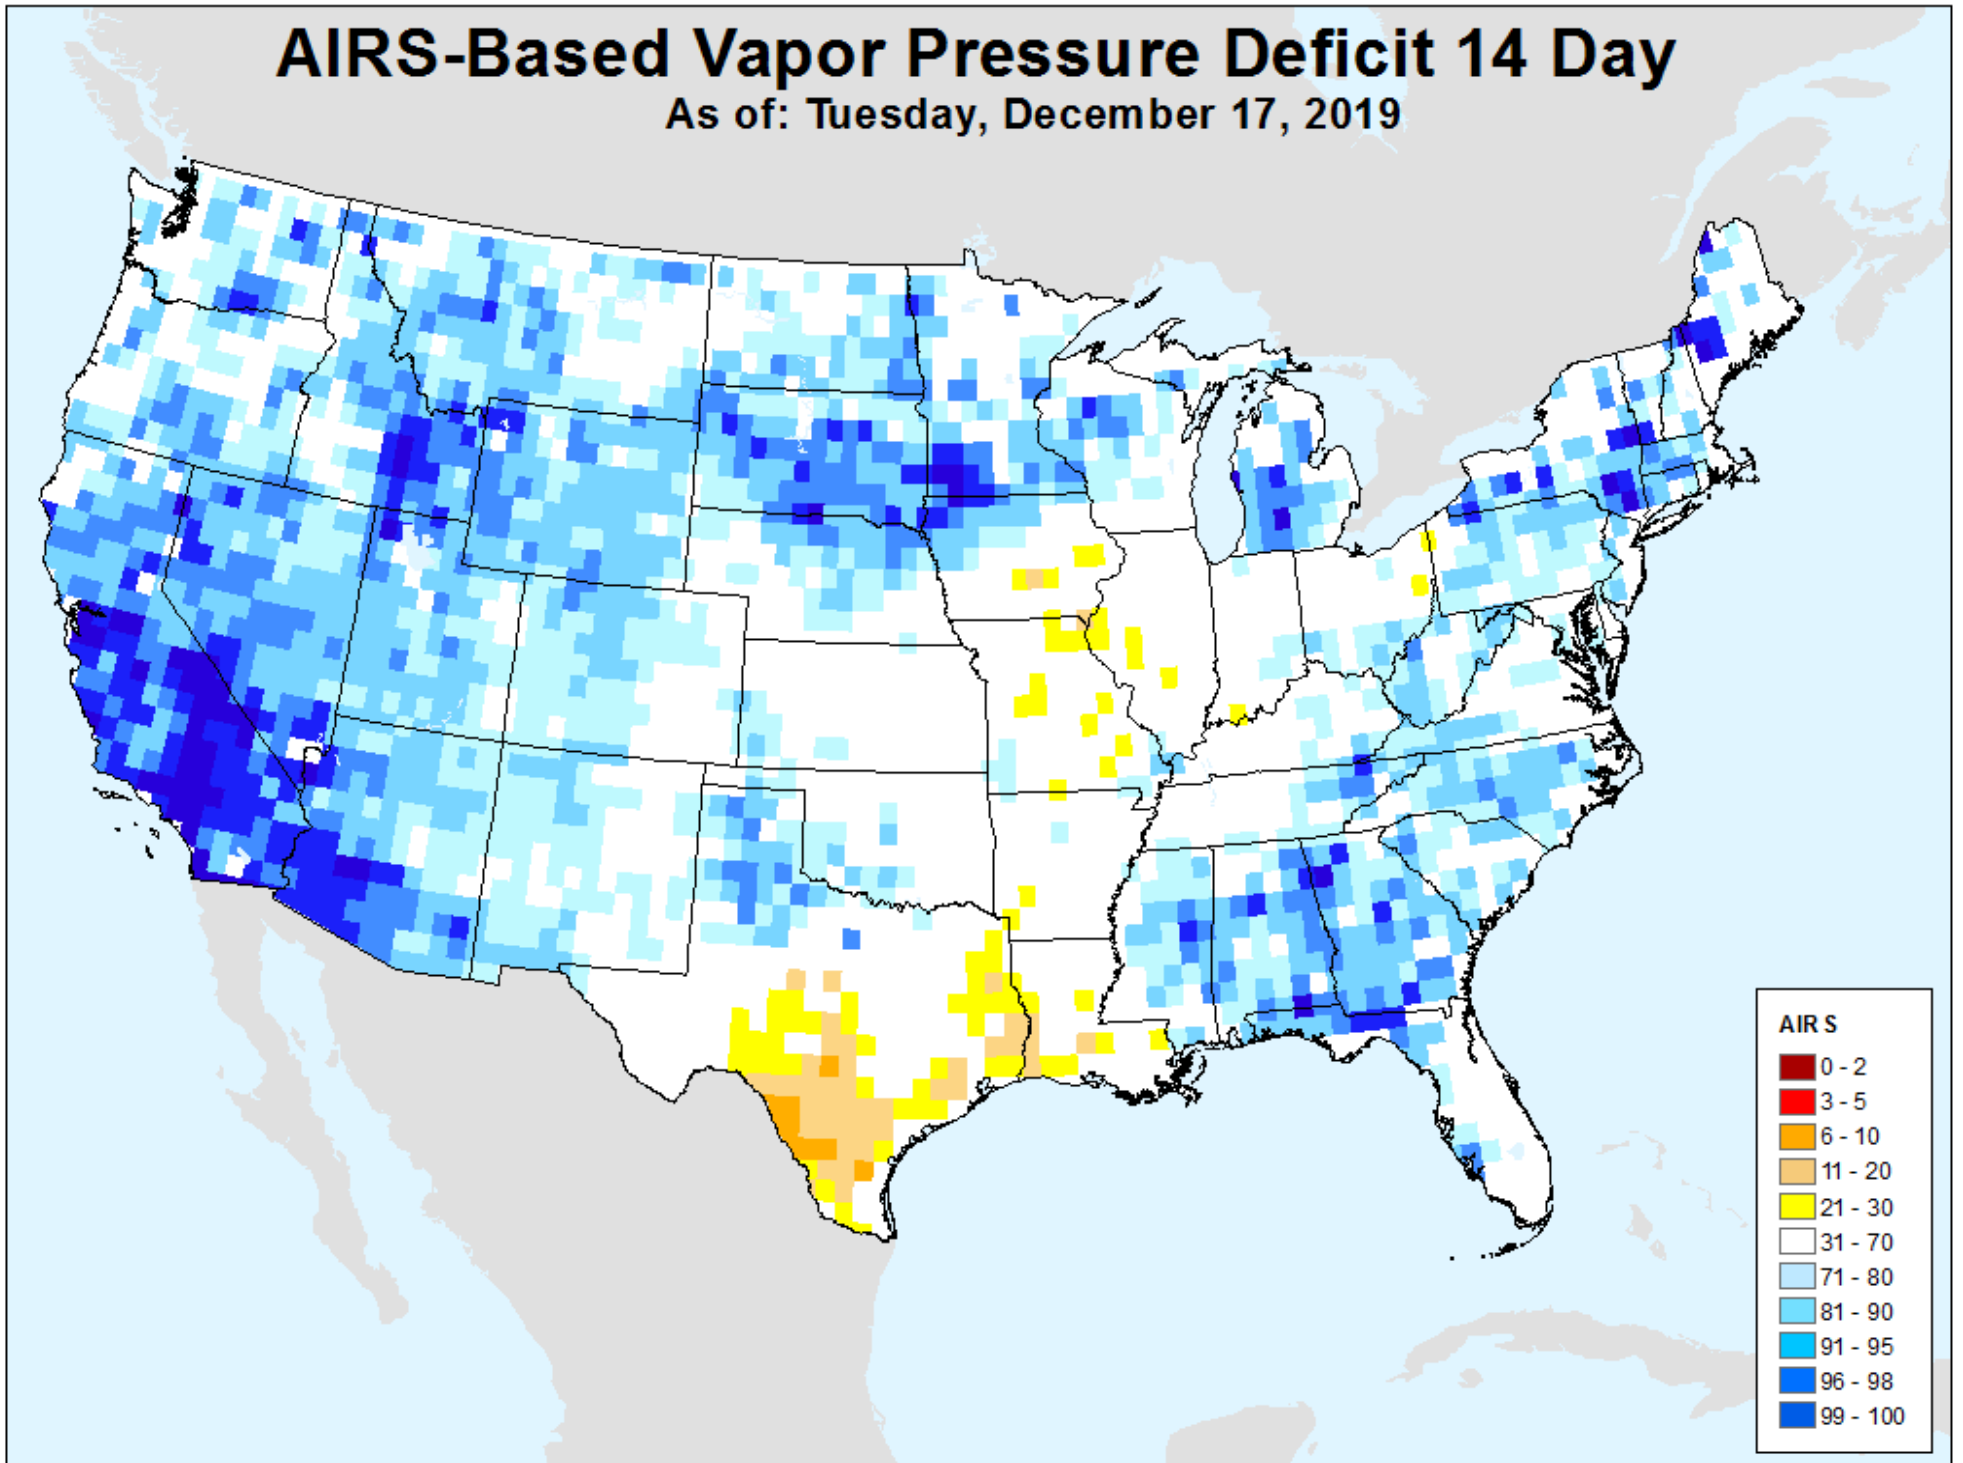 AIRS-Based Vapor Pressure Deficit 14 Day
As of: Tuesday, December 17, 2019
AIRS
0 - 2
3 - 5
6 - 10
11 - 20
21 - 30
31 - 70
71 - 80
81 - 90
91 - 95
96 - 98
99 - 100